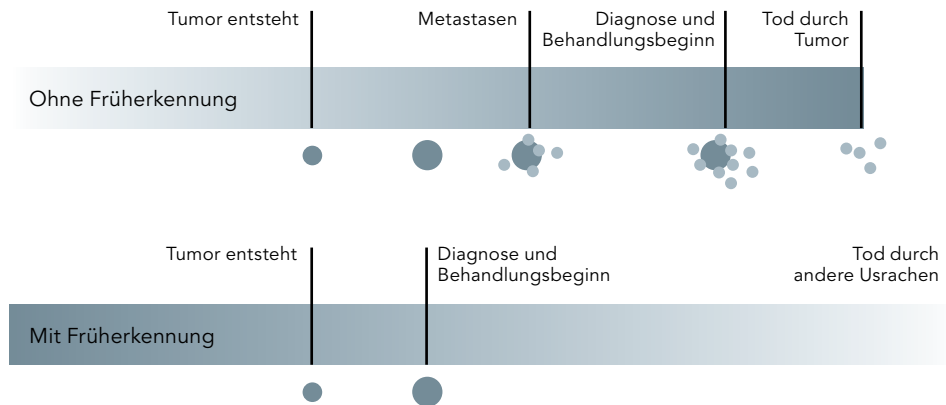 Tumor entsteht
Metastasen
Diagnose und
Behandlungsbeginn
Tod durch
Tumor
Ohne Früherkennung
Tumor entsteht
Diagnose und
Behandlungsbeginn
Tod durch
andere Usrachen
Mit Früherkennung